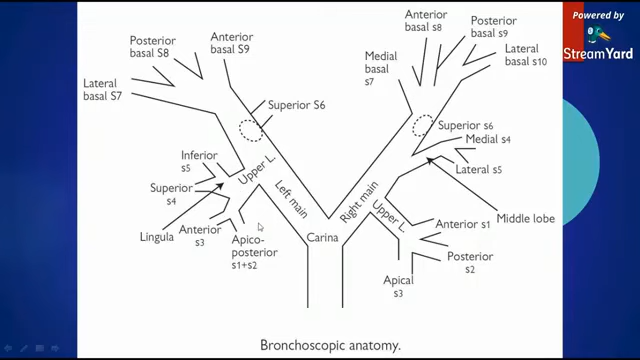 Powered by
StreamYard
Posterior
basal S8
Anterior
basal S9
Lateral
basal S7
Superior S6
Inferior
s5
Superior
s4
Lingula
Anterior
s3
Apico-
posterior
s1+s2
Upper L.
Left main
Carina
Right main
Upper L.
Anterior
basal s8
Posterior
basal s9
Medial
basal
s7
Lateral
basal s10
Superior s6
Medial s4
Lateral s5
Middle lobe
Anterior s1
Posterior
s2
Apical
s3
Bronchoscopic anatomy.